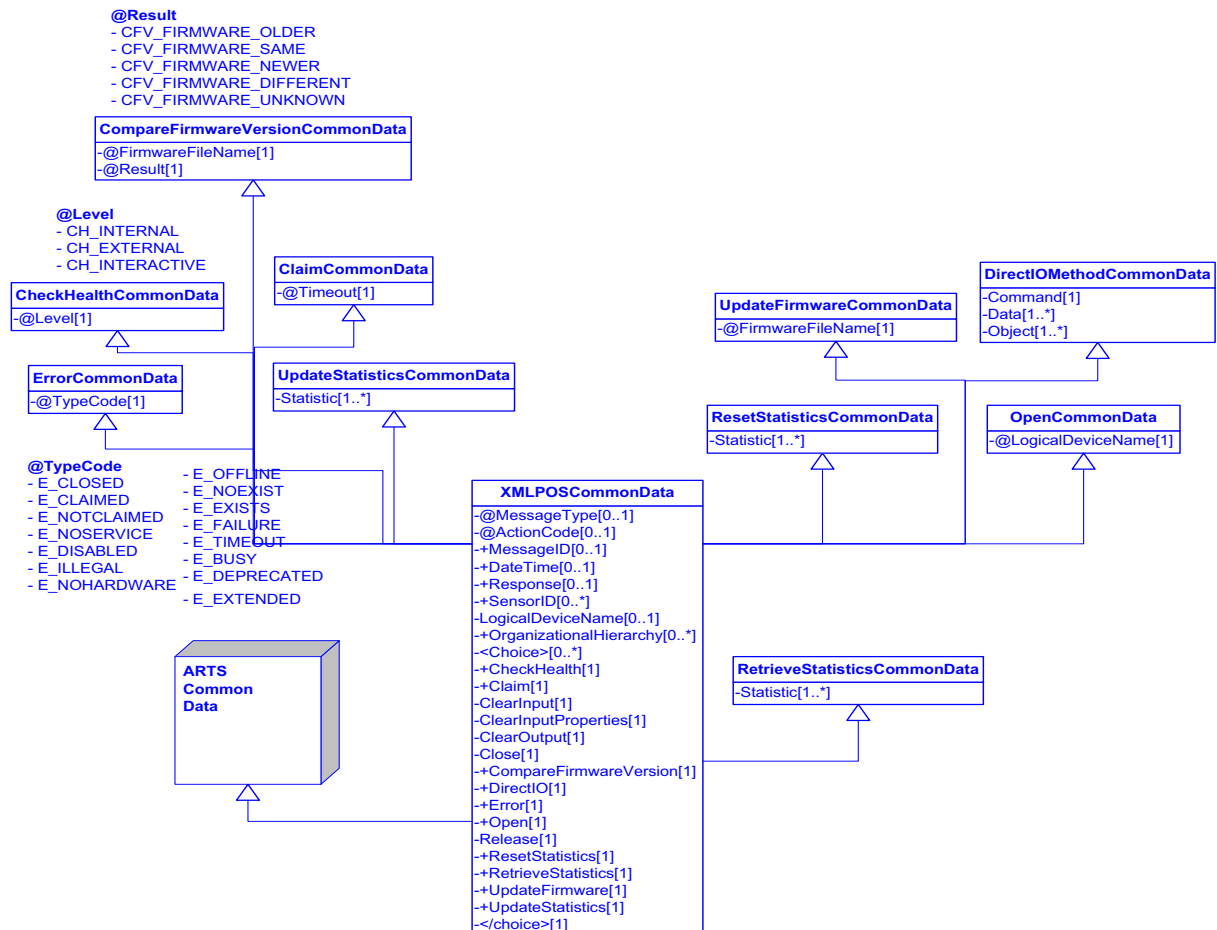 @Result
- CFV_FIRMWARE_OLDER
- CFV_FIRMWARE_SAME
- CFV_FIRMWARE_NEWER
- CFV_FIRMWARE_DIFFERENT
- CFV_FIRMWARE_UNKNOWN
CompareFirmwareVersionCommonData
-@FirmwareFileName[1]
-@Result[1]
@Level
- CH_INTERNAL
- CH_EXTERNAL
- CH_INTERACTIVE
CheckHealthCommonData
-@Level[1]
ClaimCommonData
-@Timeout[1]
ErrorCommonData
-@TypeCode[1]
UpdateStatisticsCommonData
-Statistic[1..*]
UpdateFirmwareCommonData
-@FirmwareFileName[1]
DirectIOMethodCommonData
-Command[1]
-Data[1..*]
-Object[1..*]
ResetStatisticsCommonData
-Statistic[1..*]
OpenCommonData
-@LogicalDeviceName[1]
@TypeCode
- E_CLOSED
- E_CLAIMED
- E_NOTCLAIMED
- E_NOSERVICE
- E_DISABLED
- E_ILLEGAL
- E_NOHARDWARE
- E_OFFLINE
- E_NOEXIST
- E_EXISTS
- E_FAILURE
- E_TIMEOUT
- E_BUSY
- E_DEPRECATED
- E_EXTENDED
XMLPOSCommonData
-@MessageType[0..1]
-@ActionCode[0..1]
-+MessageID[0..1]
-+DateTime[0..1]
-+Response[0..1]
-+SensorID[0..*]
-LogicalDeviceName[0..1]
-+OrganizationalHierarchy[0..*]
-<Choice>[0..*]
-+CheckHealth[1]
-+Claim[1]
-ClearInput[1]
-ClearInputProperties[1]
-ClearOutput[1]
-Close[1]
-+CompareFirmwareVersion[1]
-+DirectIO[1]
-+Error[1]
-+Open[1]
-Release[1]
-+ResetStatistics[1]
-+RetrieveStatistics[1]
-+UpdateFirmware[1]
-+UpdateStatistics[1]
-</choice>[1]
ARTS
Common
Data
RetrieveStatisticsCommonData
-Statistic[1..*]